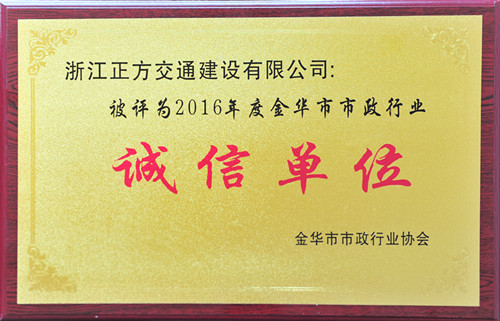 浙江正方交通建设有限公司:
被评为2016年度金华市市政行业
诚信单位
金华市市政行业协会